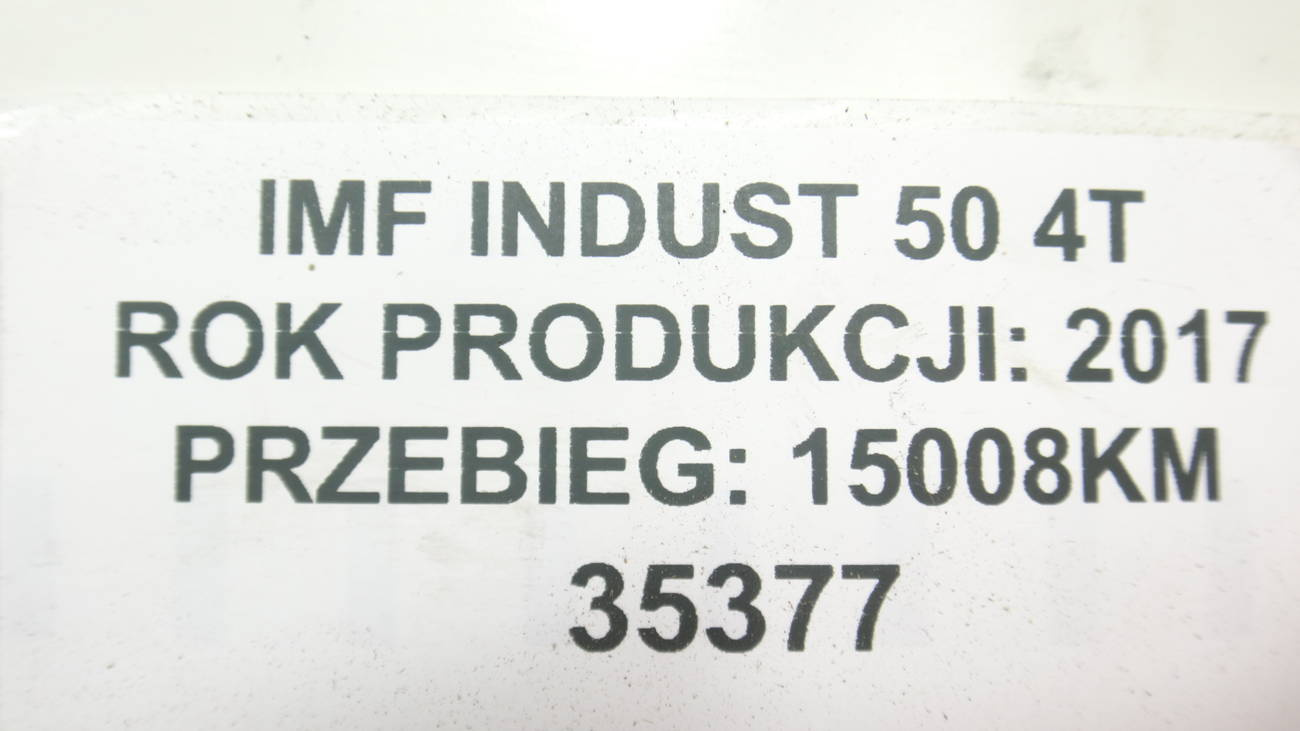 IMF INDUST 50 4T
ROK PRODUKCJI: 2017
PRZEBIEG: 15008KM
35377